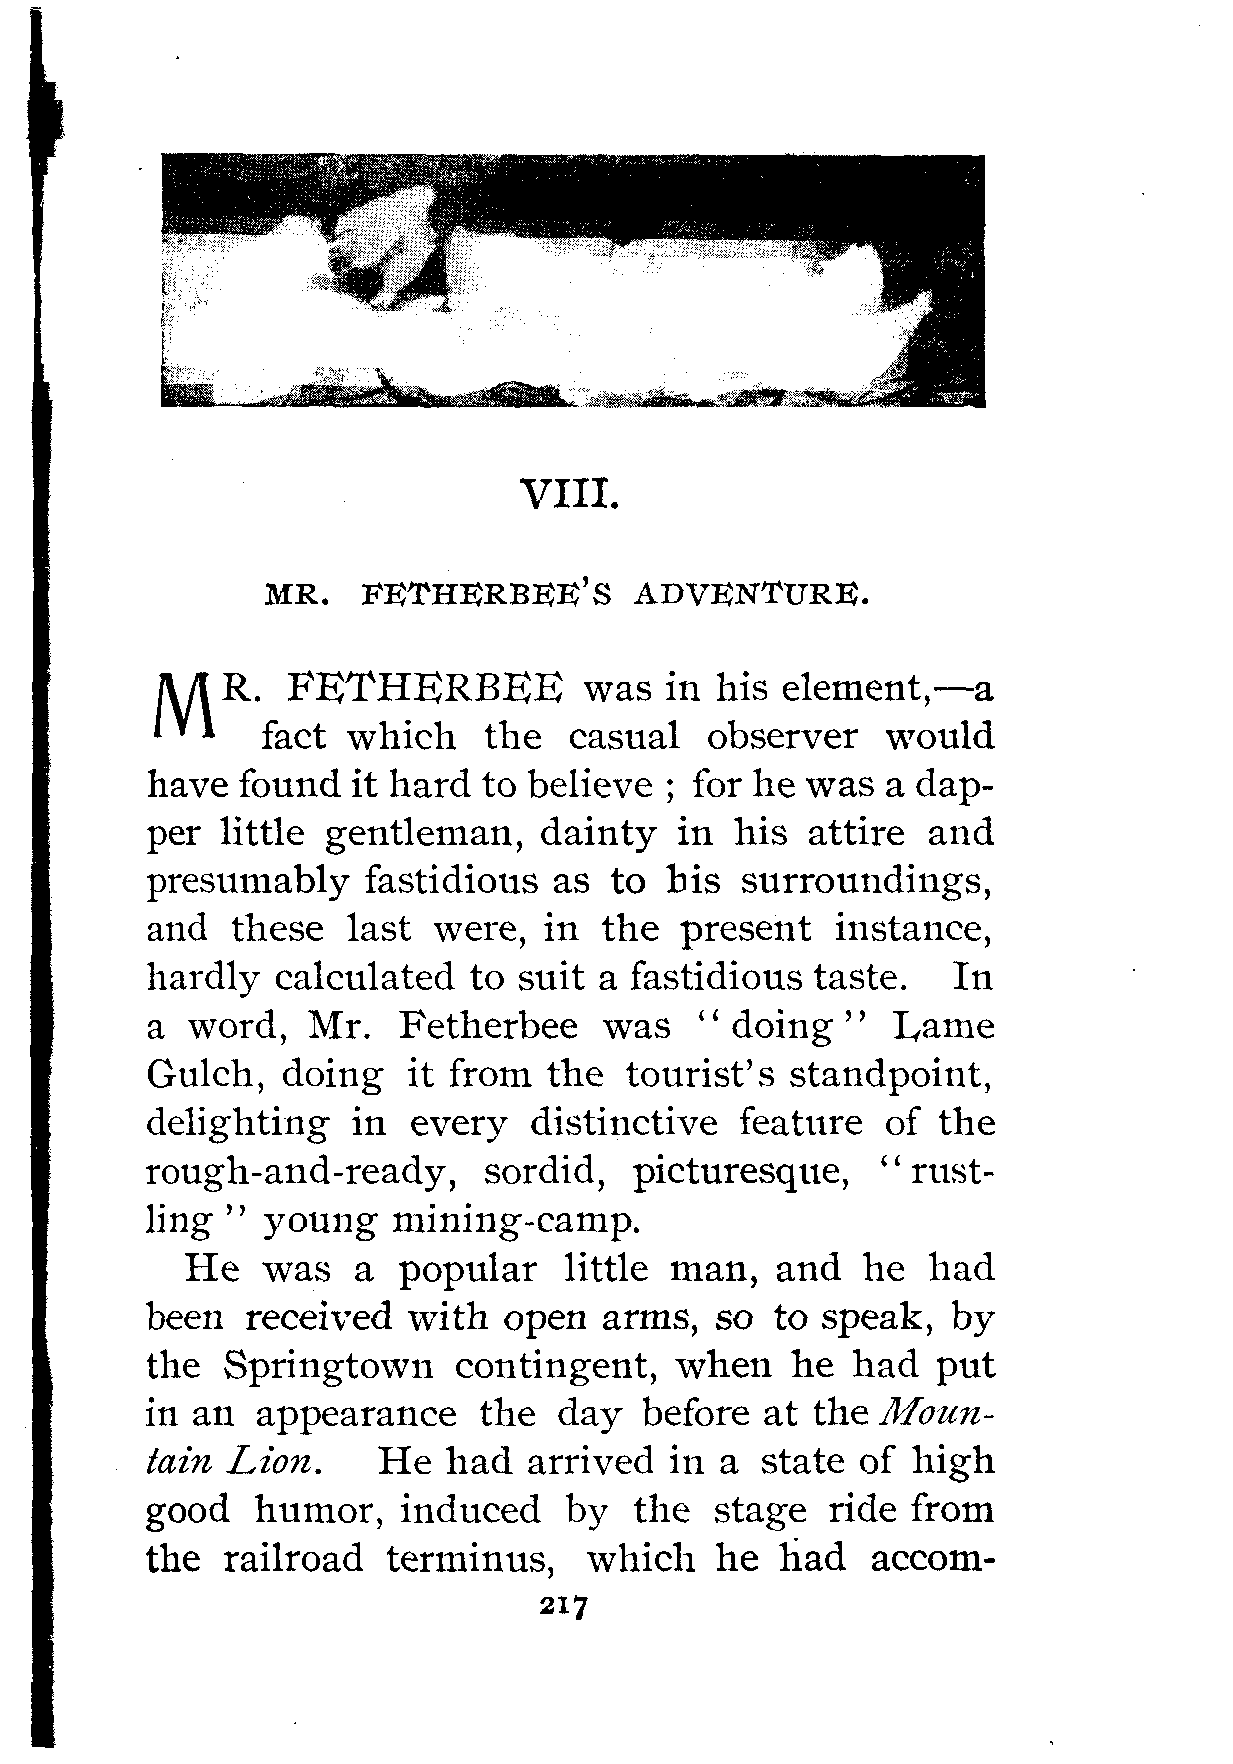 VIII.
MR. FETHERBEE'S ADVENTURE.
MR. FETHERBEE was in his element,—a
fact which the casual observer would
have found it hard to believe ; for he was a dap-
per little gentleman, dainty in his attire and
presumably fastidious as to his surroundings,
and these last were, in the present instance,
hardly calculated to suit a fastidious taste. In
a word, Mr. Fetherbee was “ doing ” Lame
Gulch, doing it from the tourist’s standpoint,
delighting in every distinctive feature of the
rough-and-ready, sordid, picturesque, “ rust-
ling ” young mining-camp.
He was a popular little man, and he had
been received with open arms, so to speak, by
the Springtown contingent, when he had put
in an appearance the day before at the Moun-
tain Lion. He had arrived in a state of high
good humor, induced by the stage ride from
the railroad terminus, which he had accom-
217